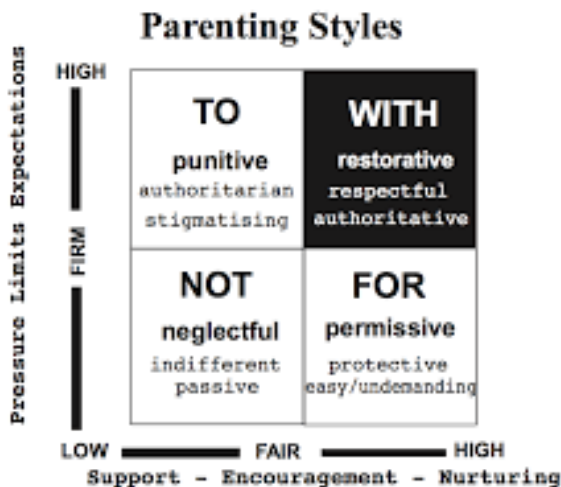 Parenting Styles
Pressure Limits Expectations
HIGH
FIRM
TO
punitive
authoritarian
stigmatising
WITH
restorative
respectful
authoritative
NOT
neglectful
indifferent
passive
FOR
permissive
protective
easy/undemanding
LOW
FAIR
HIGH
Support - Encouragement - Nurturing